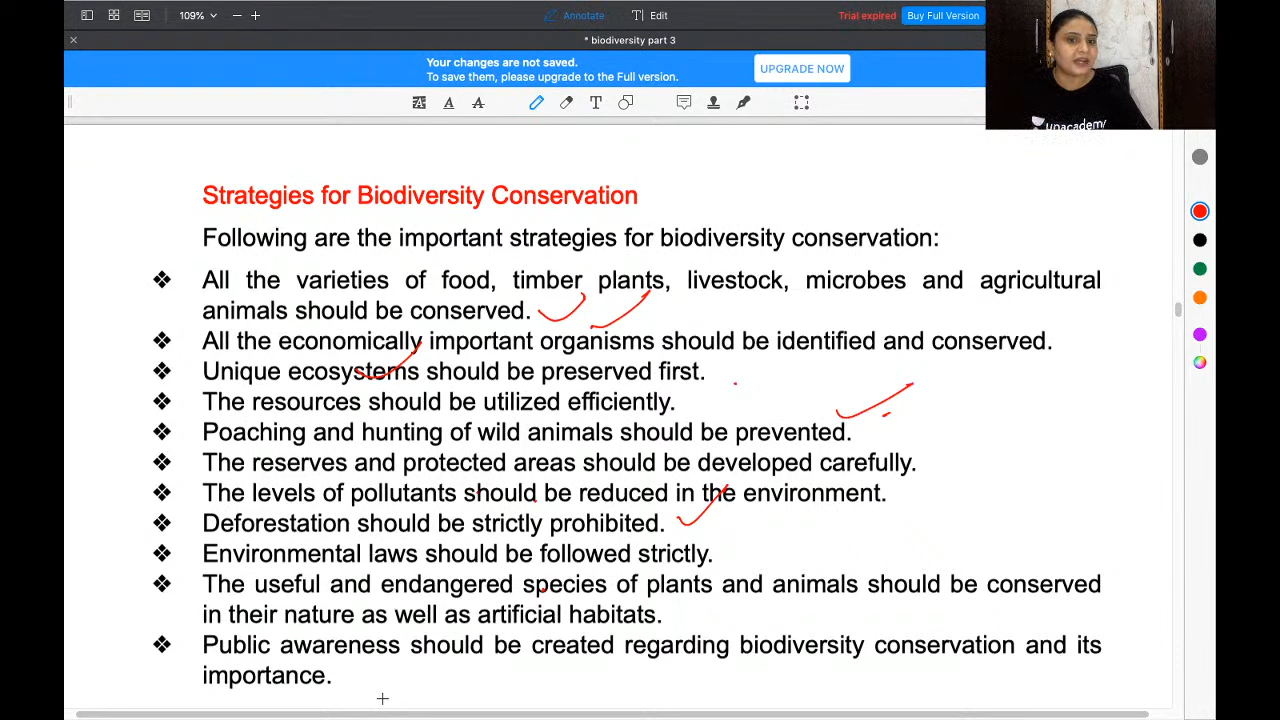 109%
Annotate
Edit
Trial expired
Buy Full Version
* biodiversity part 3
Your changes are not saved.
To save them, please upgrade to the Full version.
UPGRADE NOW
unacademy
Strategies for Biodiversity Conservation
Following are the important strategies for biodiversity conservation:
❖ All the varieties of food, timber plants, livestock, microbes and agricultural
animals should be conserved.
❖ All the economically important organisms should be identified and conserved.
❖ Unique ecosystems should be preserved first.
❖ The resources should be utilized efficiently.
❖ Poaching and hunting of wild animals should be prevented.
❖ The reserves and protected areas should be developed carefully.
❖ The levels of pollutants should be reduced in the environment.
❖ Deforestation should be strictly prohibited.
❖ Environmental laws should be followed strictly.
❖ The useful and endangered species of plants and animals should be conserved
in their nature as well as artificial habitats.
❖ Public awareness should be created regarding biodiversity conservation and its
importance.